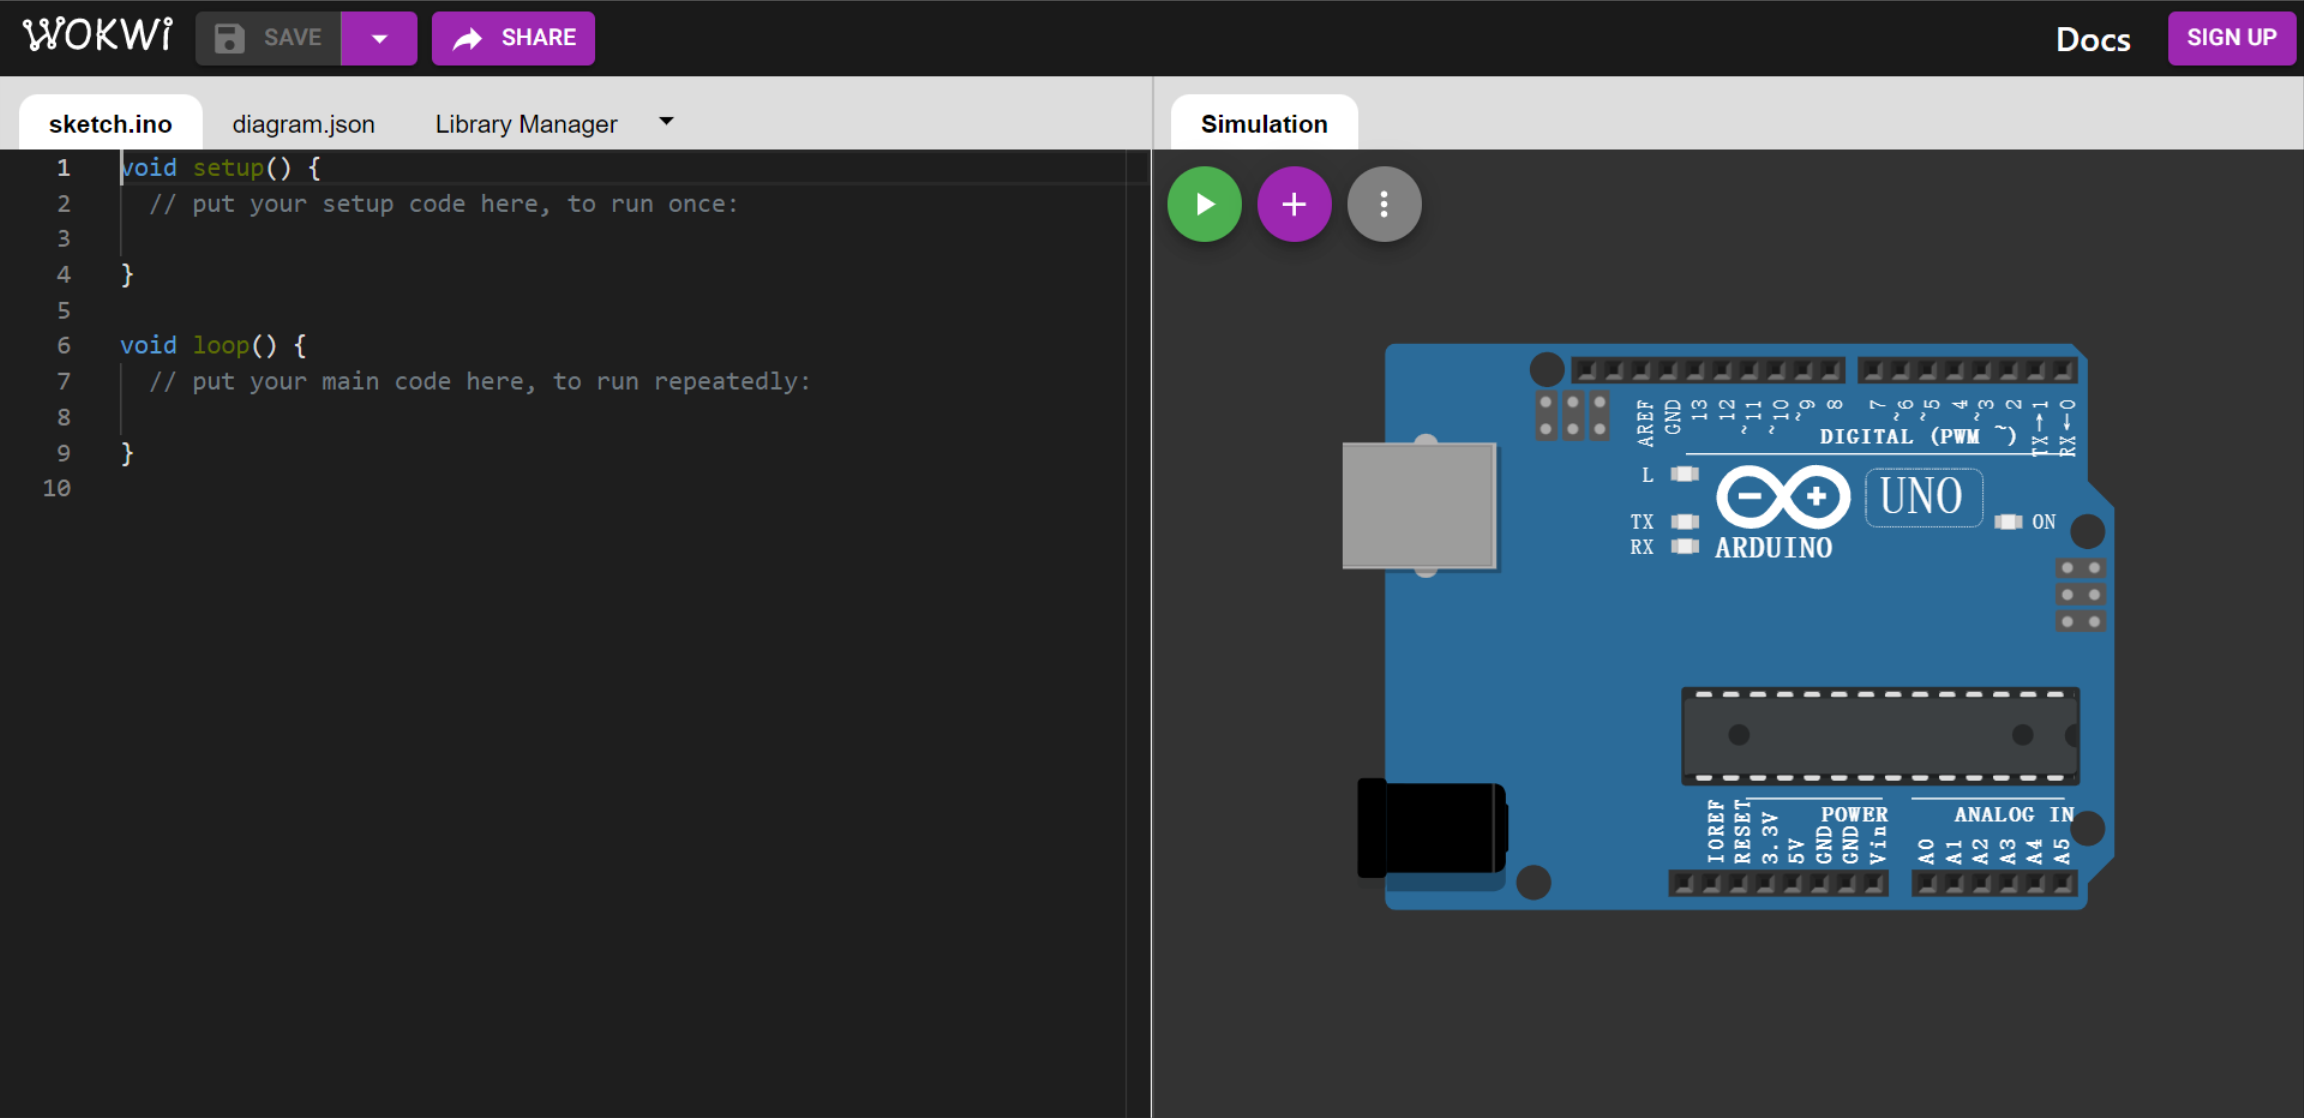 WOKWi SAVE SHARE Docs SIGN UP
sketch.ino diagram.json Library Manager
1 void setup() {
2 // put your setup code here, to run once:
3
4 }
5
6 void loop() {
7 // put your main code here, to run repeatedly:
8
9 }
10
Simulation
AREF GND 13 12 ~11 ~10 ~9 8 7 ~6 ~5 4 ~3 2 TX→1 RX←0
DIGITAL (PWM ~)
L
UNO
TX ON
RX ARDUINO
POWER ANALOG IN
IOREF RESET 3.3V 5V GND GND Vin A0 A1 A2 A3 A4 A5